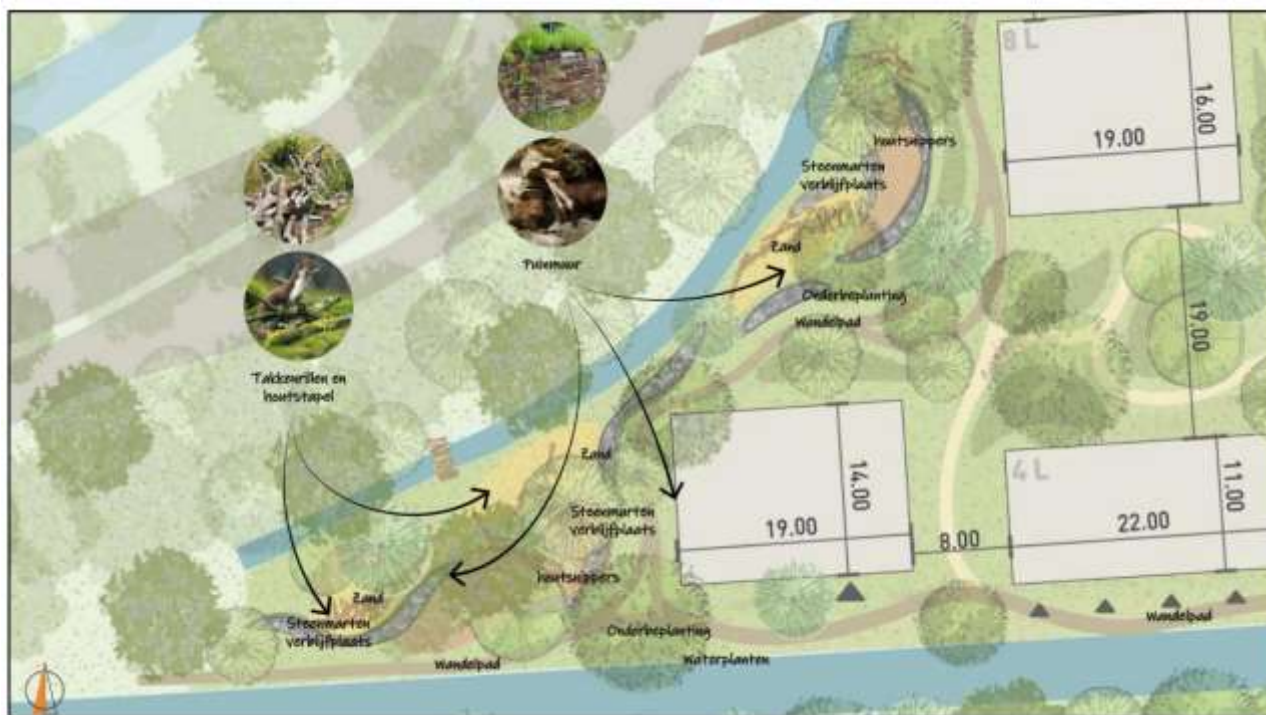 8 L
16.00
19.00
houtsnippers
Steenmarten
verblijfplaats
Zand
Puinmuur
Onderbeplanting
Wandelpad
19.00
Takkenrillen en
houtstapel
Zand
14.00
4 L
11.00
Steenmarten
verblijfplaats
19.00
8.00
22.00
houtsnippers
Zand
Steenmarten
verblijfplaats
Onderbeplanting
Wandelpad
Wandelpad
Waterplanten